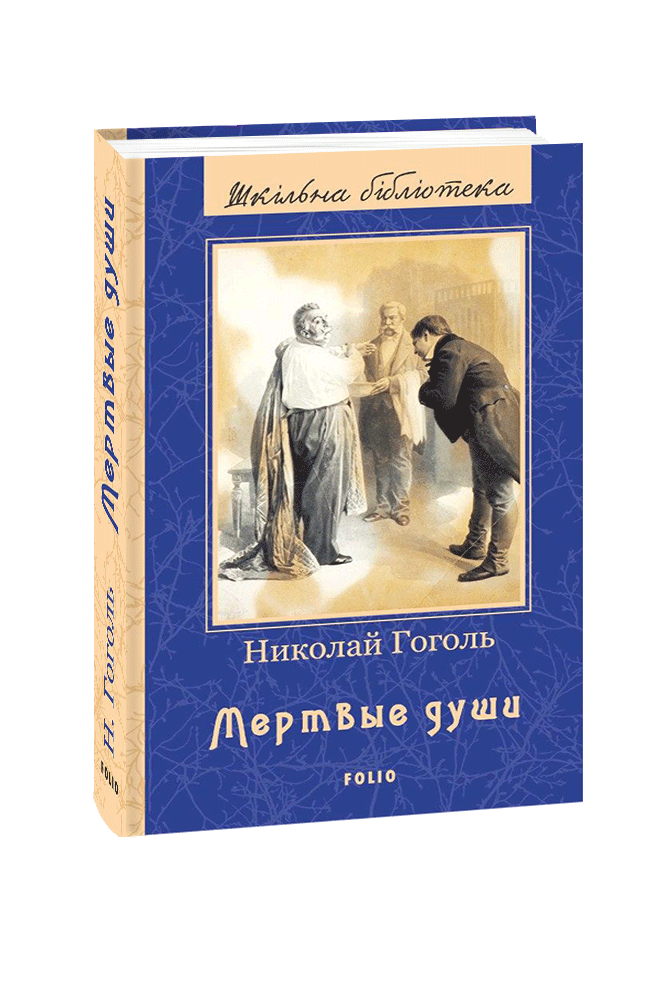 Шкільна бібліотека
Николай Гоголь
Мертвые души
FOLIO
Н. Гоголь Мертвые души
FOLIO